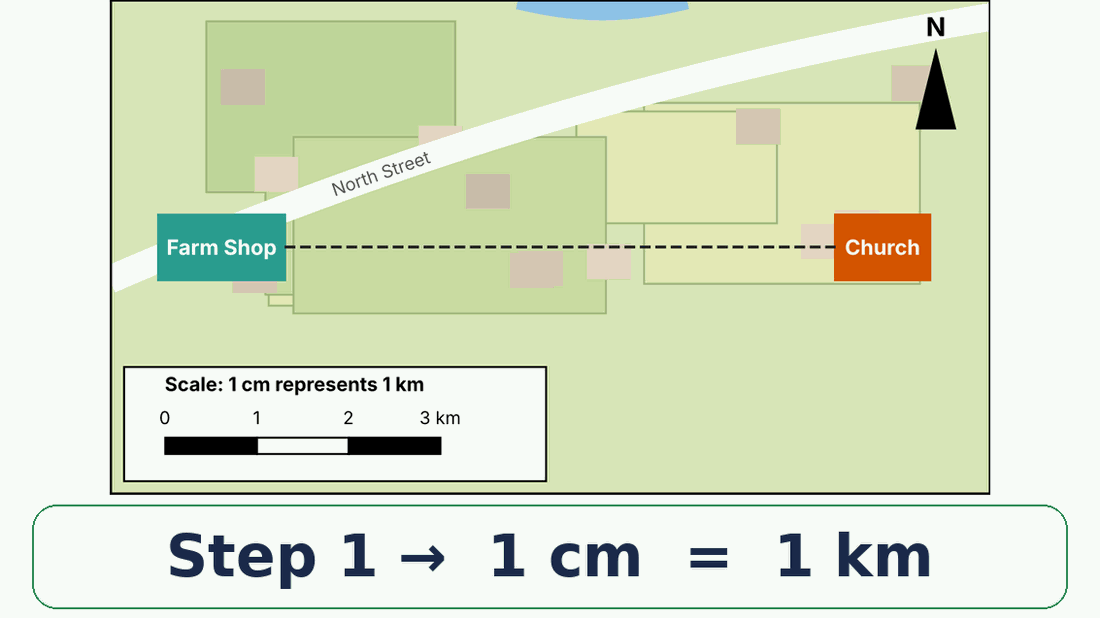 N
North Street
Farm Shop
Church
Scale: 1 cm represents 1 km
0 1 2 3 km
Step 1 → 1 cm = 1 km